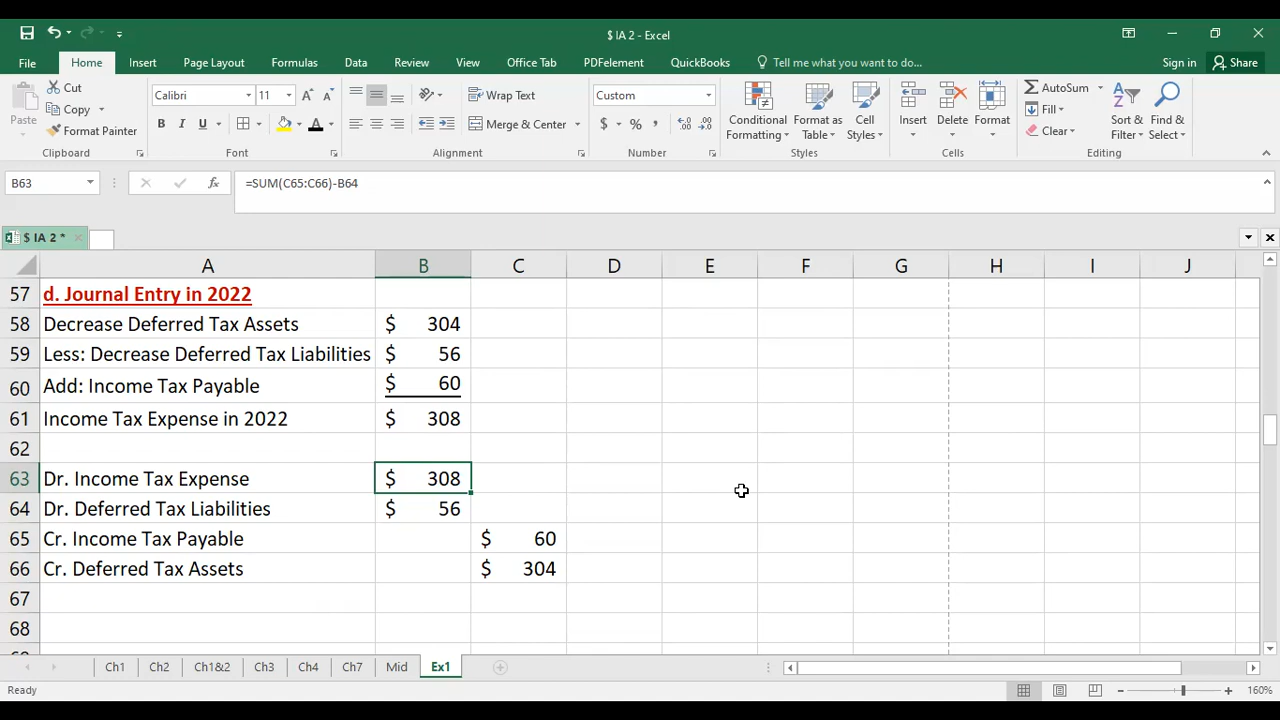 $ IA 2 - Excel
File Home Insert Page Layout Formulas Data Review View Office Tab PDFelement QuickBooks Tell me what you want to do... Sign in Share
Paste Cut Copy Format Painter
Calibri 11 A A Wrap Text Custom
B I U A Merge & Center $ % ,
Conditional Formatting Format as Table Cell Styles Insert Delete Format
AutoSum Fill Clear Sort & Filter Find & Select
Clipboard Font Alignment Number Styles Cells Editing
B63 fx =SUM(C65:C66)-B64
$ IA 2 *
A B C D E F G H I J
57 d. Journal Entry in 2022
58 Decrease Deferred Tax Assets $ 304
59 Less: Decrease Deferred Tax Liabilities $ 56
60 Add: Income Tax Payable $ 60
61 Income Tax Expense in 2022 $ 308
62
63 Dr. Income Tax Expense $ 308
64 Dr. Deferred Tax Liabilities $ 56
65 Cr. Income Tax Payable $ 60
66 Cr. Deferred Tax Assets $ 304
67
68
Ch1 Ch2 Ch1&2 Ch3 Ch4 Ch7 Mid Ex1
Ready 160%